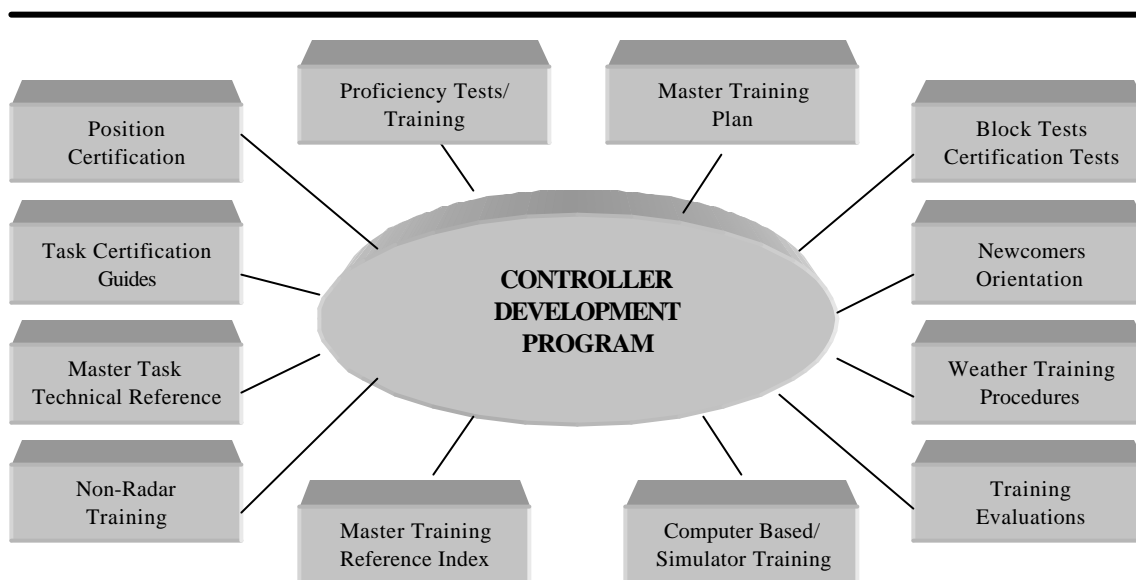 Proficiency Tests/
Training
Master Training
Plan
Position
Certification
Block Tests
Certification Tests
Task Certification
Guides
Newcomers
Orientation
CONTROLLER
DEVELOPMENT
PROGRAM
Master Task
Technical Reference
Weather Training
Procedures
Non-Radar
Training
Training
Evaluations
Master Training
Reference Index
Computer Based/
Simulator Training